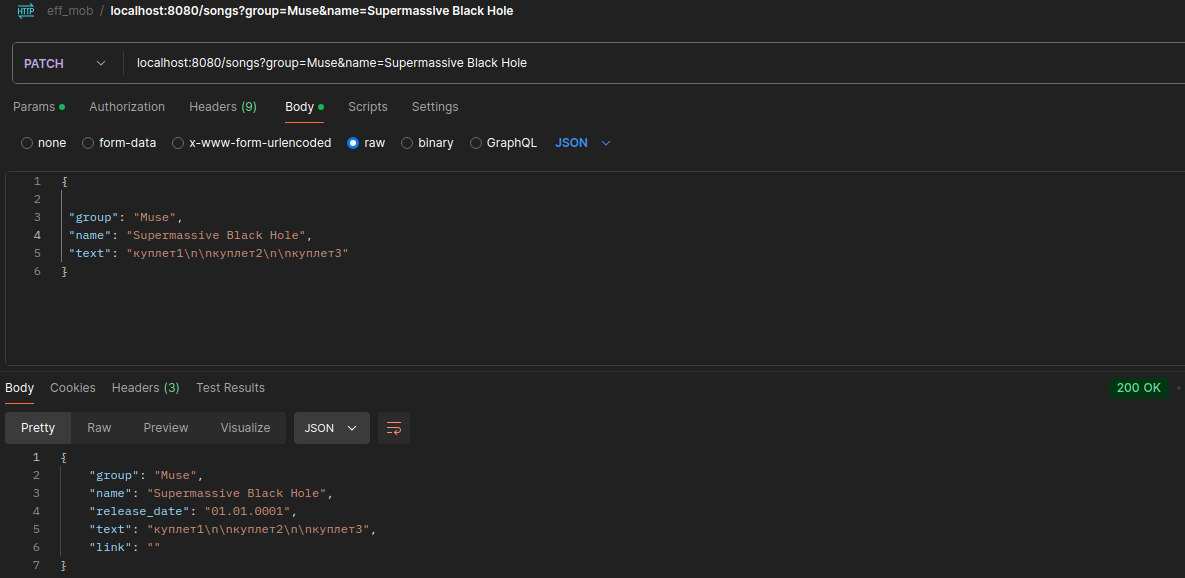 HTTP eff_mob / localhost:8080/songs?group=Muse&name=Supermassive Black Hole
PATCH localhost:8080/songs?group=Muse&name=Supermassive Black Hole
Params Authorization Headers (9) Body Scripts Settings
none form-data x-www-form-urlencoded raw binary GraphQL JSON
1 {
2
3 "group": "Muse",
4 "name": "Supermassive Black Hole",
5 "text": "куплет1\n\nкуплет2\n\nкуплет3"
6 }
Body Cookies Headers (3) Test Results 200 OK
Pretty Raw Preview Visualize JSON
1 {
2 "group": "Muse",
3 "name": "Supermassive Black Hole",
4 "release_date": "01.01.0001",
5 "text": "куплет1\n\nкуплет2\n\nкуплет3",
6 "link": ""
7 }